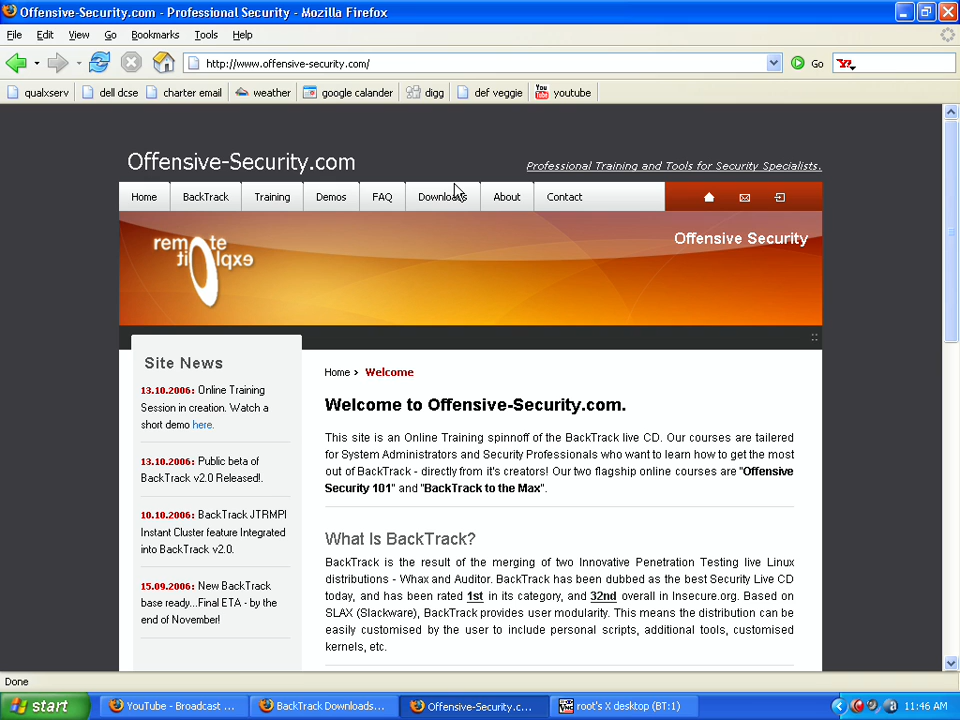 Offensive-Security.com - Professional Security - Mozilla Firefox
File Edit View Go Bookmarks Tools Help
http://www.offensive-security.com/ Go
qualxserv dell dcse charter email weather google calander digg def veggie youtube
Offensive-Security.com
Professional Training and Tools for Security Specialists.
Home BackTrack Training Demos FAQ Downloads About Contact
Offensive Security
remote
exploit
Site News
13.10.2006: Online Training
Session in creation. Watch a
short demo here.
13.10.2006: Public beta of
BackTrack v2.0 Released!.
10.10.2006: BackTrack JTRMPI
Instant Cluster feature Integrated
into BackTrack v2.0.
15.09.2006: New BackTrack
base ready...Final ETA - by the
end of November!
Home > Welcome
Welcome to Offensive-Security.com.
This site is an Online Training spinnoff of the BackTrack live CD. Our courses are tailered
for System Administrators and Security Professionals who want to learn how to get the most
out of BackTrack - directly from it's creators! Our two flagship online courses are "Offensive
Security 101" and "BackTrack to the Max".
What Is BackTrack?
BackTrack is the result of the merging of two Innovative Penetration Testing live Linux
distributions - Whax and Auditor. BackTrack has been dubbed as the best Security Live CD
today, and has been rated 1st in its category, and 32nd overall in Insecure.org. Based on
SLAX (Slackware), BackTrack provides user modularity. This means the distribution can be
easily customised by the user to include personal scripts, additional tools, customised
kernels, etc.
Done
start YouTube - Broadcast ... BackTrack Downloads... Offensive-Security.c... root's X desktop (BT:1) 11:46 AM